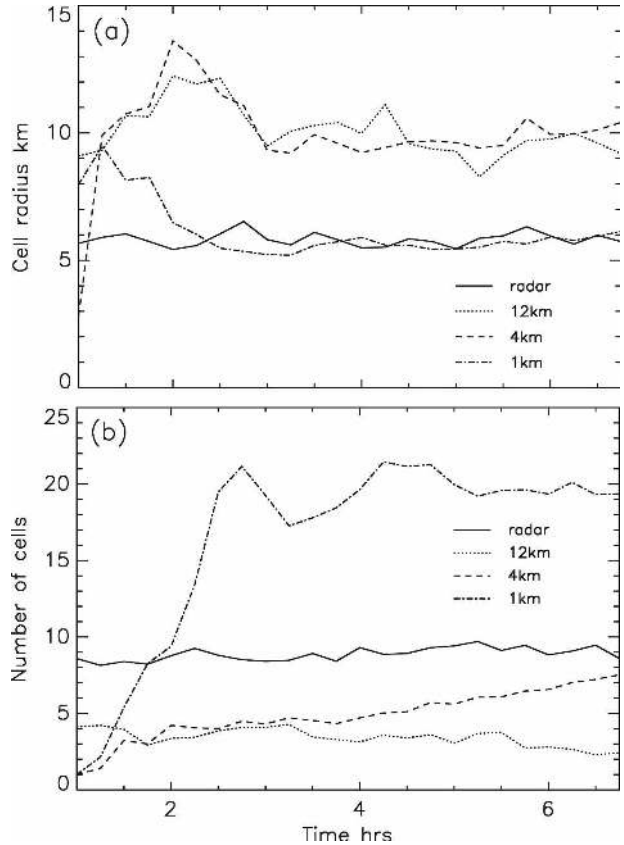 15
(a)
10
Cell radius km
5
radar
12km
4km
1km
0
25
(b)
20
Number of cells
radar
12km
4km
1km
15
10
5
0
2
4
6
Time hrs